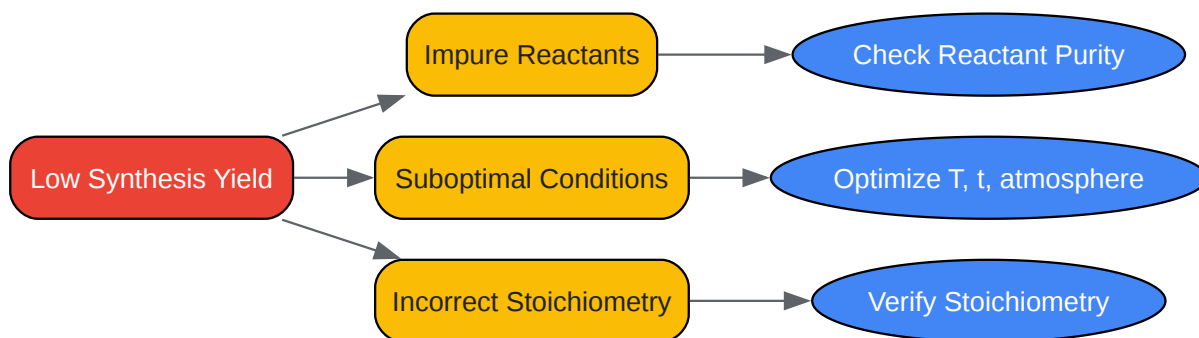 Impure Reactants
Check Reactant Purity
Low Synthesis Yield
Suboptimal Conditions
Optimize T, t, atmosphere
Incorrect Stoichiometry
Verify Stoichiometry